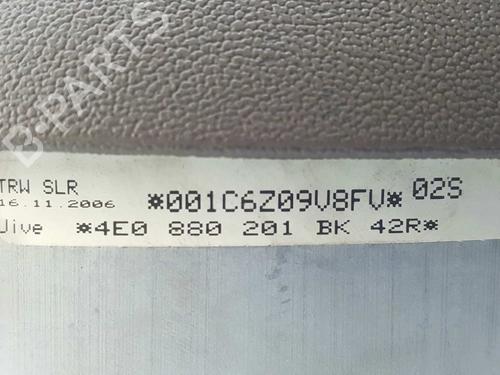 B-PARTS
TRW SLR
16.11.2006 *001C6Z09V8FV* 02S
Jive *4E0 880 201 BK 42R*